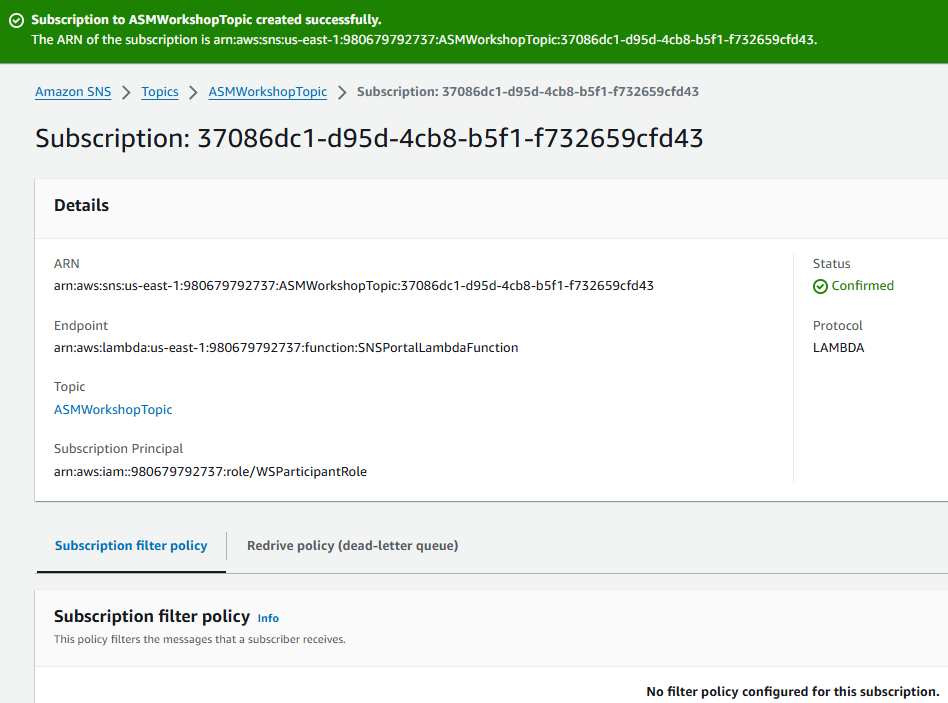 Subscription to ASMWorkshopTopic created successfully.
The ARN of the subscription is arn:aws:sns:us-east-1:980679792737:ASMWorkshopTopic:37086dc1-d95d-4cb8-b5f1-f732659cfd43.
Amazon SNS > Topics > ASMWorkshopTopic > Subscription: 37086dc1-d95d-4cb8-b5f1-f732659cfd43
Subscription: 37086dc1-d95d-4cb8-b5f1-f732659cfd43
Details
ARN
arn:aws:sns:us-east-1:980679792737:ASMWorkshopTopic:37086dc1-d95d-4cb8-b5f1-f732659cfd43
Status
Confirmed
Endpoint
arn:aws:lambda:us-east-1:980679792737:function:SNSPortalLambdaFunction
Protocol
LAMBDA
Topic
ASMWorkshopTopic
Subscription Principal
arn:aws:iam::980679792737:role/WSParticipantRole
Subscription filter policy
Redrive policy (dead-letter queue)
Subscription filter policy Info
This policy filters the messages that a subscriber receives.
No filter policy configured for this subscription.